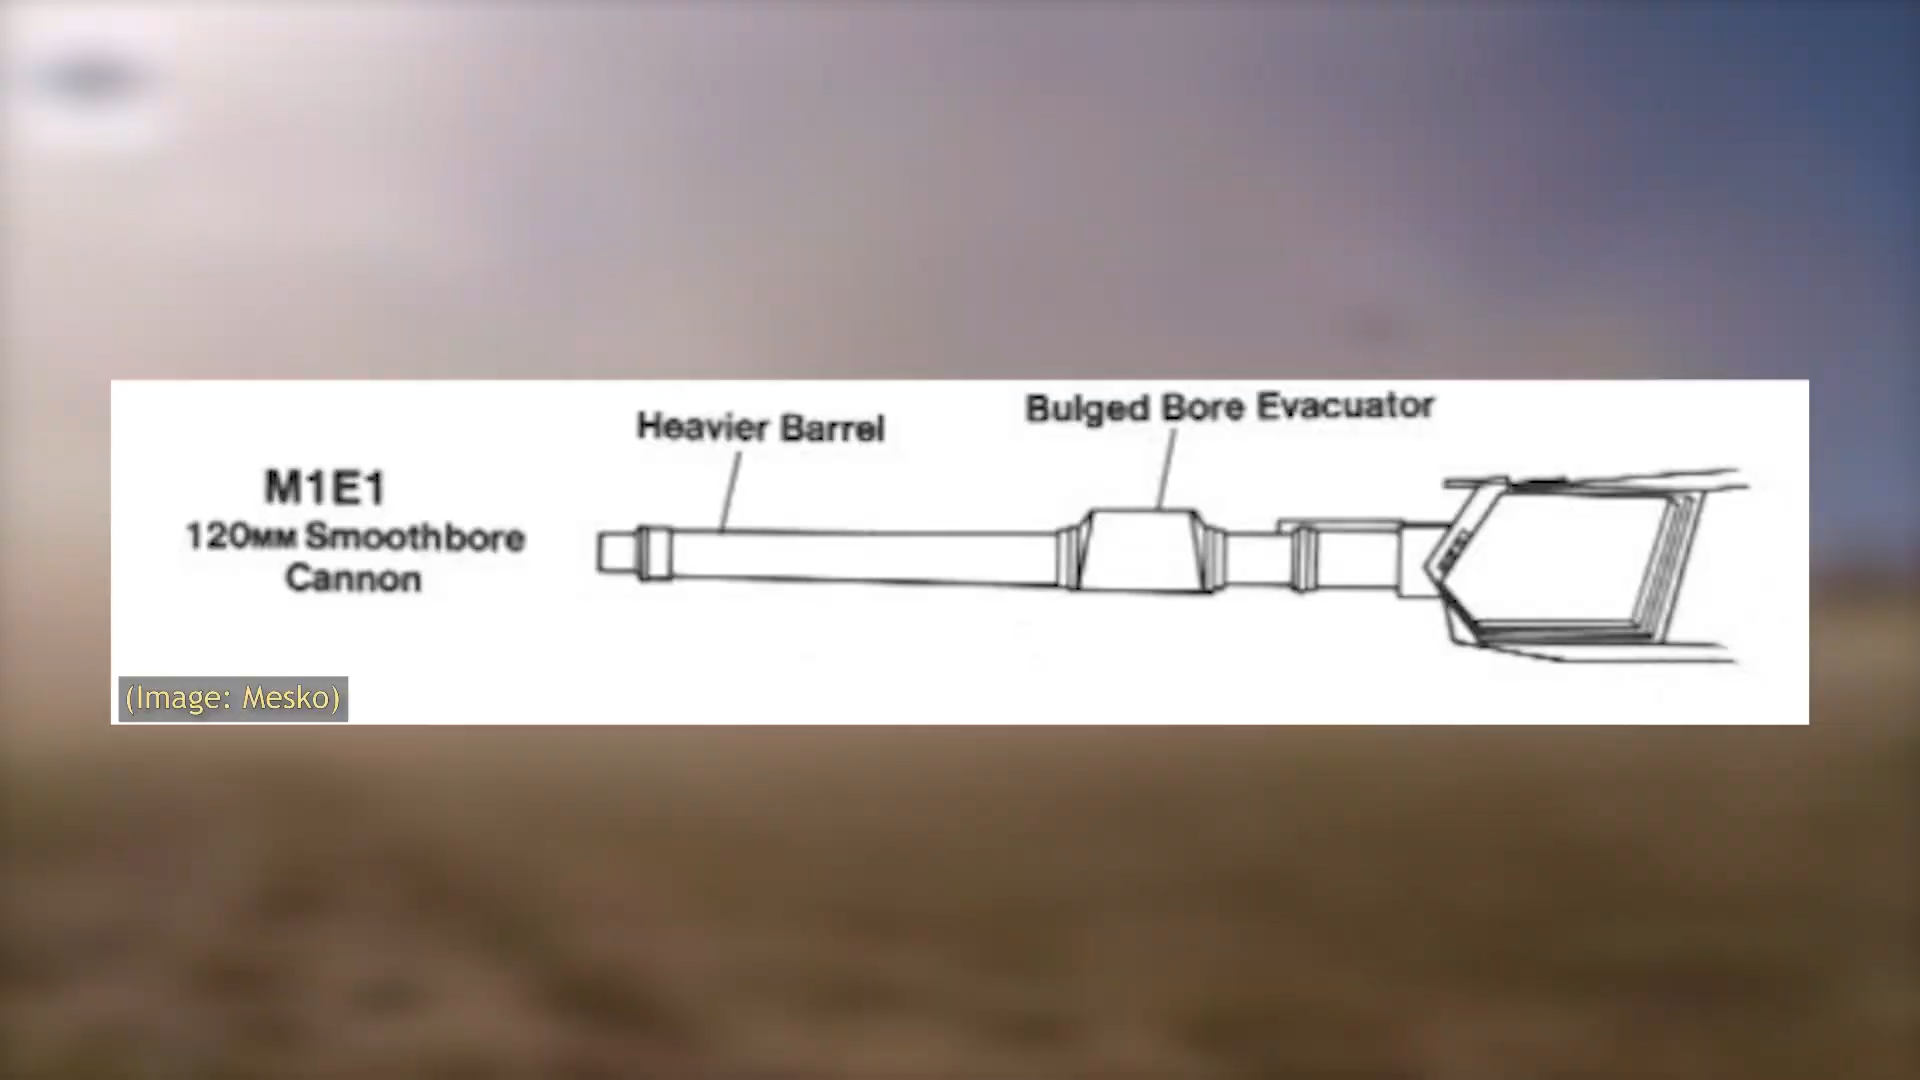 Heavier Barrel
Bulged Bore Evacuator
M1E1
120MM Smoothbore
Cannon
(Image: Mesko)